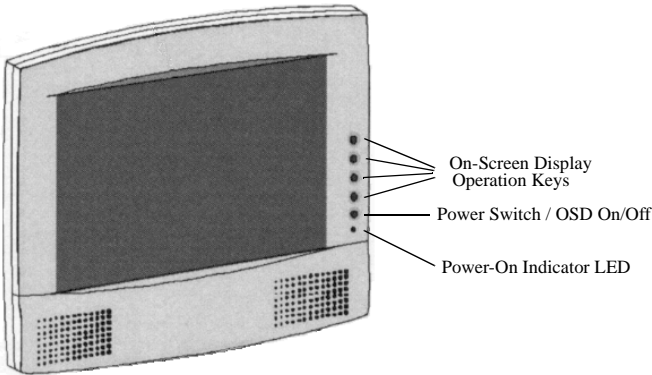 On-Screen Display
Operation Keys
Power Switch / OSD On/Off
Power-On Indicator LED